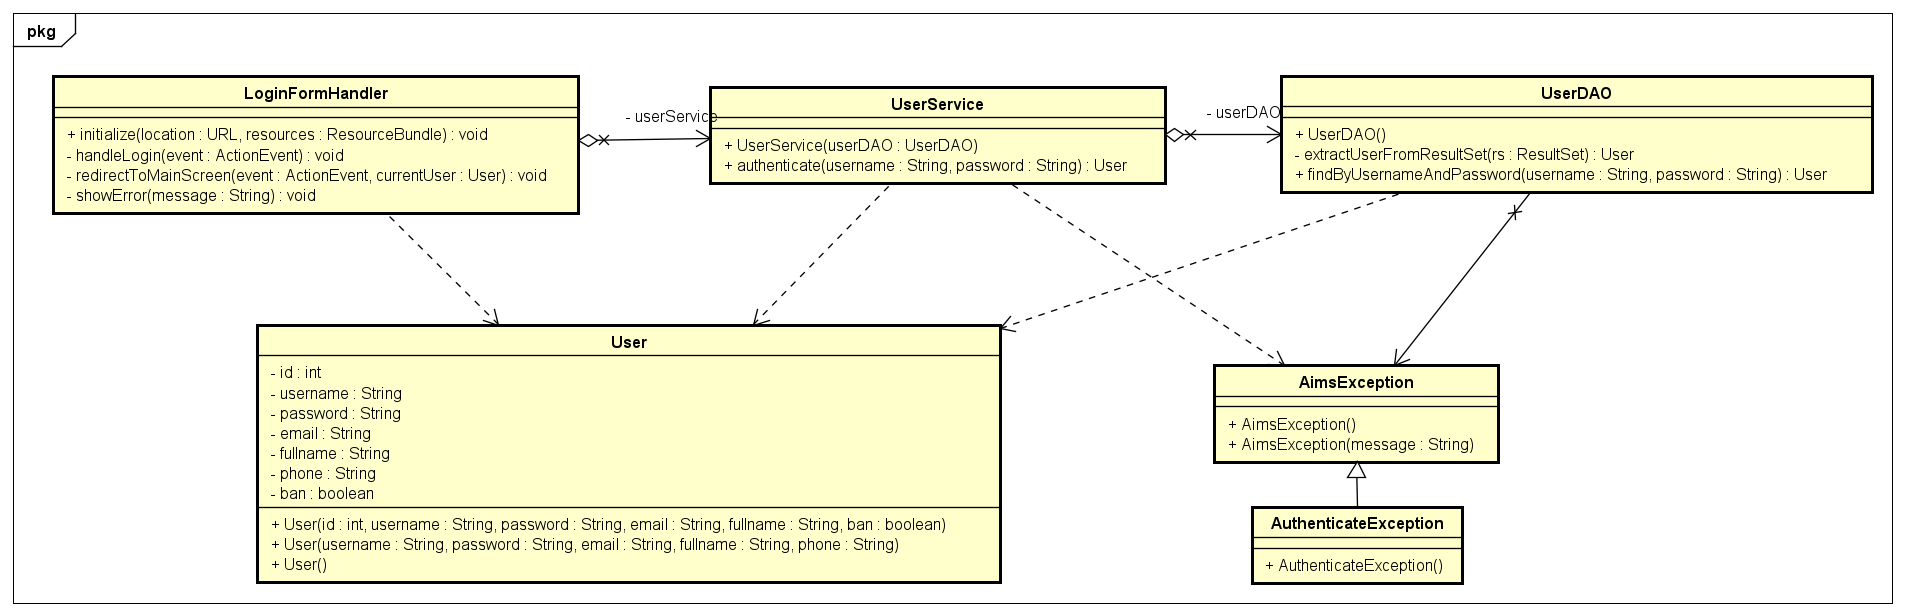 pkg
LoginFormHandler
+ initialize(location : URL, resources : ResourceBundle) : void
- handleLogin(event : ActionEvent) : void
- redirectToMainScreen(event : ActionEvent, currentUser : User) : void
- showError(message : String) : void
- userService
UserService
+ UserService(userDAO : UserDAO)
+ authenticate(username : String, password : String) : User
- userDAO
UserDAO
+ UserDAO()
- extractUserFromResultSet(rs : ResultSet) : User
+ findByUsernameAndPassword(username : String, password : String) : User
User
- id : int
- username : String
- password : String
- email : String
- fullname : String
- phone : String
- ban : boolean
+ User(id : int, username : String, password : String, email : String, fullname : String, ban : boolean)
+ User(username : String, password : String, email : String, fullname : String, phone : String)
+ User()
AimsException
+ AimsException()
+ AimsException(message : String)
AuthenticateException
+ AuthenticateException()